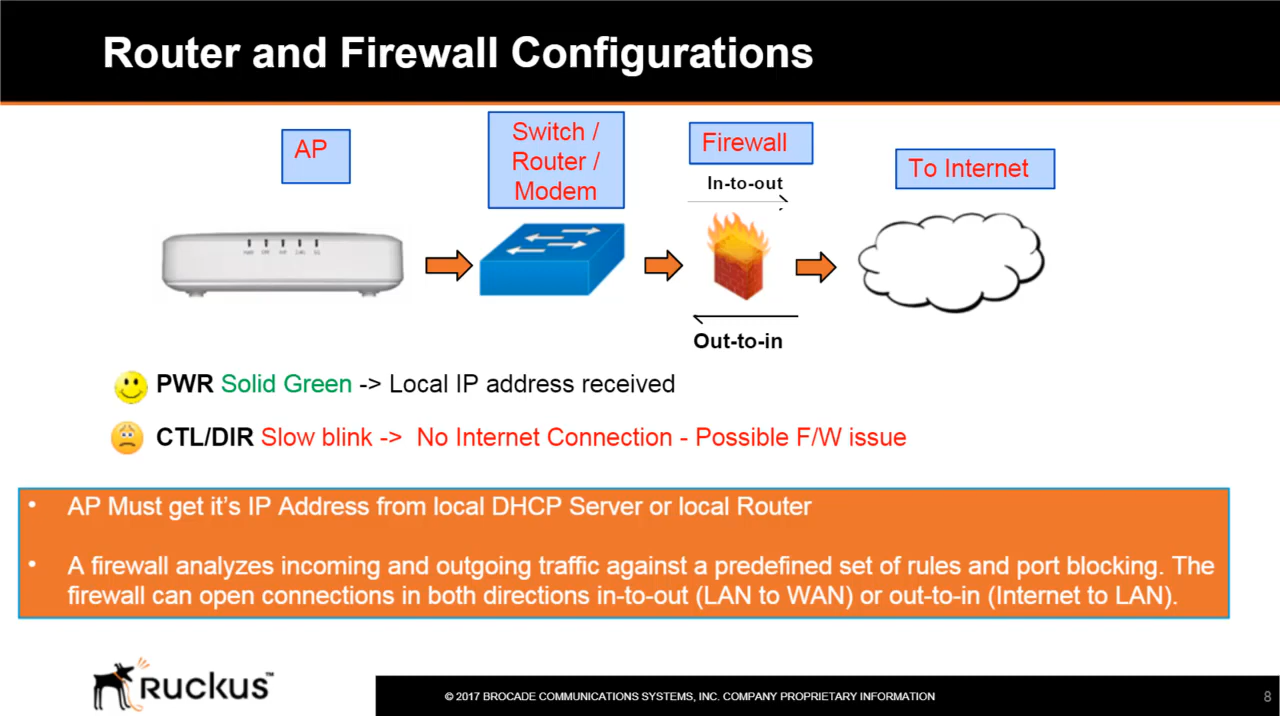 Router and Firewall Configurations
AP
Switch /
Router /
Modem
Firewall
To Internet
In-to-out
Out-to-in
PWR Solid Green -> Local IP address received
CTL/DIR Slow blink -> No Internet Connection - Possible F/W issue
• AP Must get it's IP Address from local DHCP Server or local Router
• A firewall analyzes incoming and outgoing traffic against a predefined set of rules and port blocking. The
firewall can open connections in both directions in-to-out (LAN to WAN) or out-to-in (Internet to LAN).
Ruckus™
© 2017 BROCADE COMMUNICATIONS SYSTEMS, INC. COMPANY PROPRIETARY INFORMATION
8